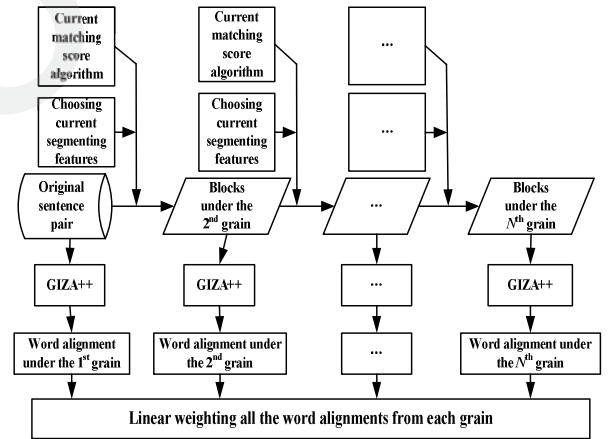 Current
matching
score
algorithm
Current
matching
score
algorithm
...
Choosing
current
segmenting
features
Choosing
current
segmenting
features
...
Original
sentence
pair
Blocks
under the
2nd grain
...
Blocks
under the
Nth grain
GIZA++
GIZA++
...
GIZA++
Word alignment
under the 1st grain
Word alignment under
the 2nd grain
...
Word alignment under
the Nth grain
Linear weighting all the word alignments from each grain